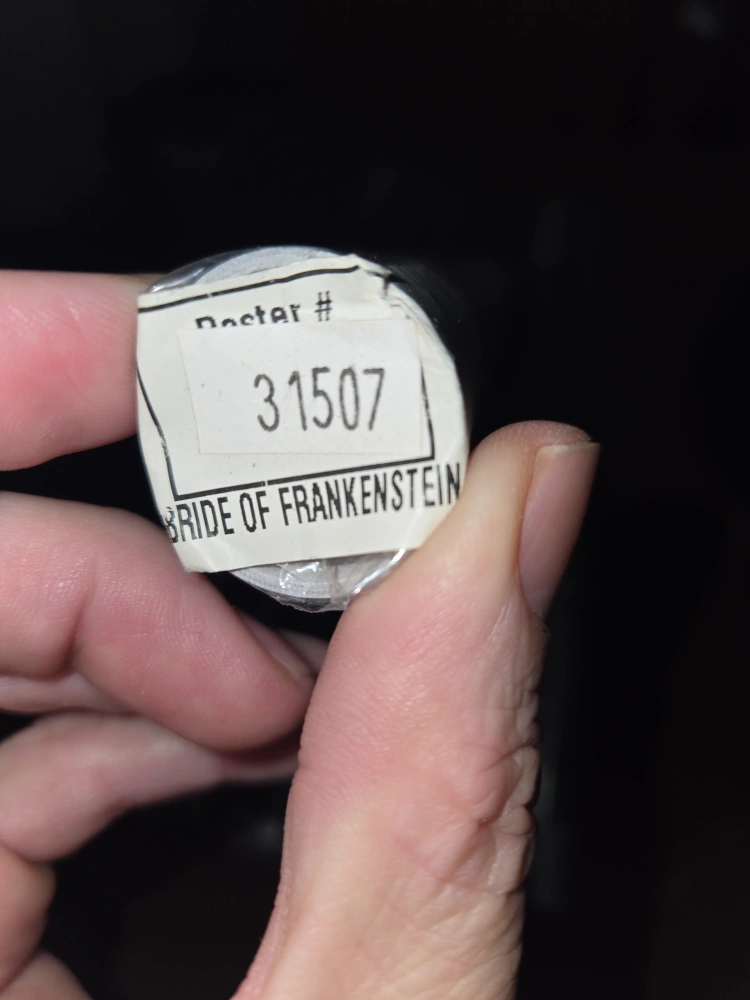 Poster #
31507
BRIDE OF FRANKENSTEIN